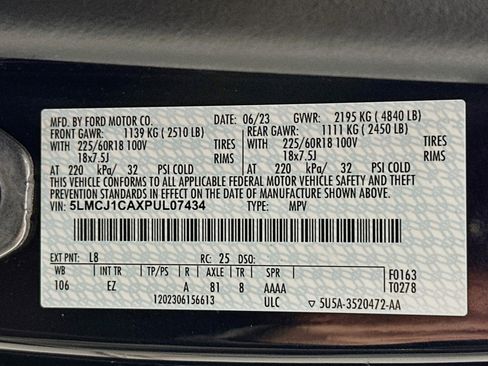 MFD. BY FORD MOTOR CO. 06/23 GVWR: 2195 KG ( 4840 LB)
FRONT GAWR: 1139 KG ( 2510 LB) REAR GAWR: 1111 KG ( 2450 LB)
WITH 225/60R18 100V TIRES WITH 225/60R18 100V TIRES
18x7.5J RIMS 18x7.5J RIMS
AT 220 kPa/ 32 PSI COLD AT 220 kPa/ 32 PSI COLD
THIS VEHICLE CONFORMS TO ALL APPLICABLE FEDERAL MOTOR VEHICLE SAFETY AND THEFT
PREVENTION STANDARDS IN EFFECT ON THE DATE OF MANUFACTURE SHOWN ABOVE.
VIN: 5LMCJ1CAXPUL07434 TYPE: MPV
EXT PNT: L8 RC: 25 DSO: F0163
WB INT TR TP/PS R AXLE TR SPR T0278
106 EZ A 81 8 AAAA
1202306156613 ULC 5U5A-3520472-AA